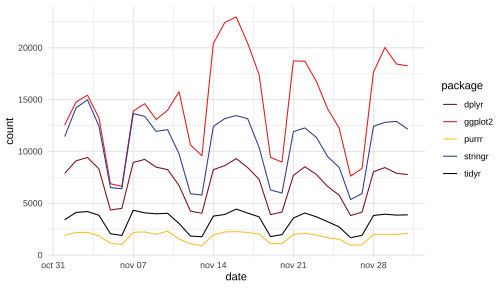 20000
15000
10000
5000
0
count
oct 31
nov 07
nov 14
nov 21
nov 28
date
package
dplyr
ggplot2
purrr
stringr
tidyr